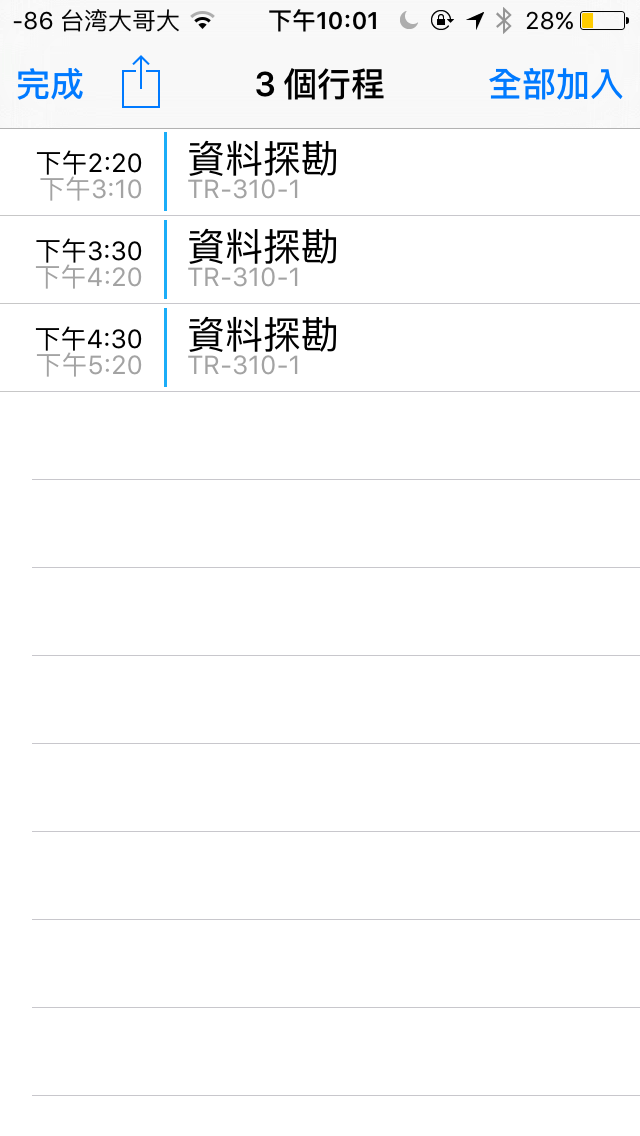 -86 台湾大哥大 下午10:01 28%
完成 3 個行程 全部加入
下午2:20 資料探勘
下午3:10 TR-310-1
下午3:30 資料探勘
下午4:20 TR-310-1
下午4:30 資料探勘
下午5:20 TR-310-1